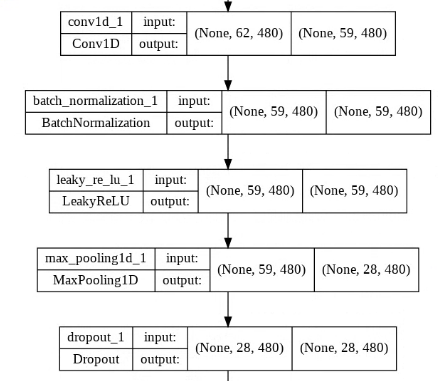 conv1d_1 input: (None, 62, 480) (None, 59, 480)
Conv1D output:
batch_normalization_1 input: (None, 59, 480) (None, 59, 480)
BatchNormalization output:
leaky_re_lu_1 input: (None, 59, 480) (None, 59, 480)
LeakyReLU output:
max_pooling1d_1 input: (None, 59, 480) (None, 28, 480)
MaxPooling1D output:
dropout_1 input: (None, 28, 480) (None, 28, 480)
Dropout output: